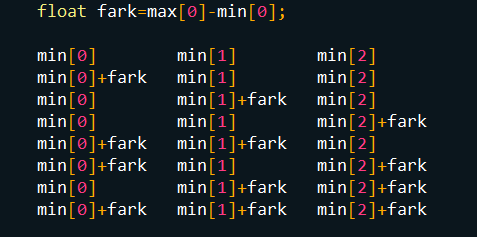 float fark=max[0]-min[0];
min[0] min[1] min[2]
min[0]+fark min[1] min[2]
min[0] min[1]+fark min[2]
min[0] min[1] min[2]+fark
min[0]+fark min[1]+fark min[2]
min[0]+fark min[1] min[2]+fark
min[0] min[1]+fark min[2]+fark
min[0]+fark min[1]+fark min[2]+fark